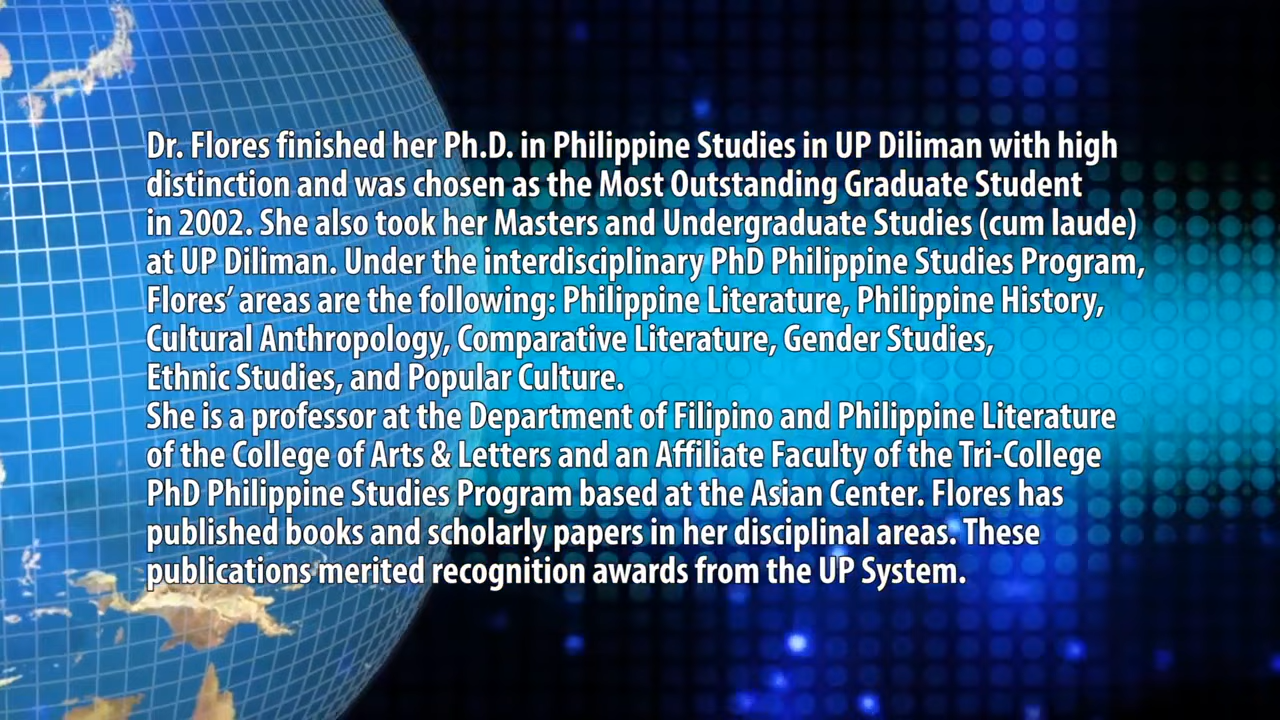 Dr. Flores finished her Ph.D. in Philippine Studies in UP Diliman with high
distinction and was chosen as the Most Outstanding Graduate Student
in 2002. She also took her Masters and Undergraduate Studies (cum laude)
at UP Diliman. Under the interdisciplinary PhD Philippine Studies Program,
Flores’ areas are the following: Philippine Literature, Philippine History,
Cultural Anthropology, Comparative Literature, Gender Studies,
Ethnic Studies, and Popular Culture.
She is a professor at the Department of Filipino and Philippine Literature
of the College of Arts & Letters and an Affiliate Faculty of the Tri-College
PhD Philippine Studies Program based at the Asian Center. Flores has
published books and scholarly papers in her disciplinal areas. These
publications merited recognition awards from the UP System.